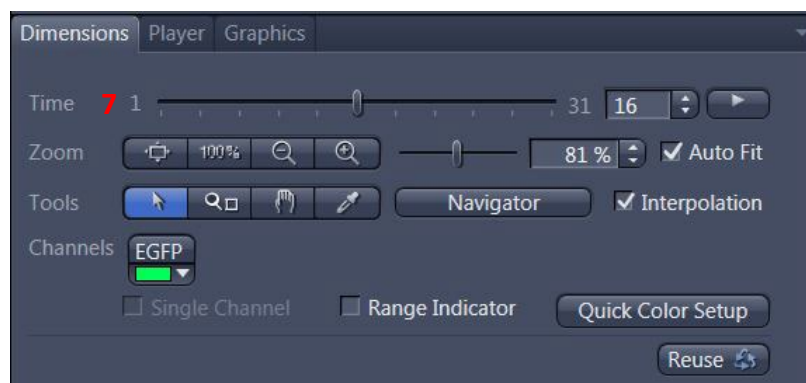 Dimensions Player Graphics
Time 7 1 31 16
Zoom 100% 81 % Auto Fit
Tools Navigator Interpolation
Channels EGFP
Single Channel Range Indicator Quick Color Setup
Reuse